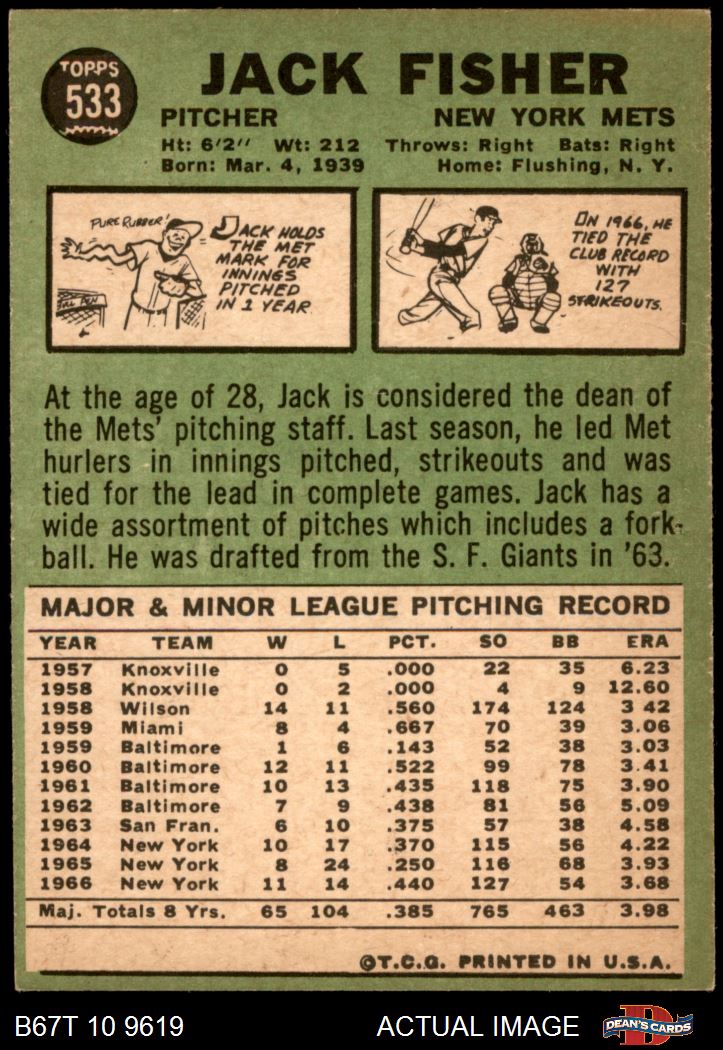 TOPPS
533
JACK FISHER
PITCHER NEW YORK METS
Ht: 6'2" Wt: 212 Throws: Right Bats: Right
Born: Mar. 4, 1939 Home: Flushing, N. Y.
PURE RUBBER!
JACK HOLDS
THE MET
MARK FOR
INNINGS
PITCHED
IN 1 YEAR
BULL PEN
IN 1966, HE
TIED THE
CLUB RECORD
WITH
127
STRIKEOUTS.
At the age of 28, Jack is considered the dean of
the Mets' pitching staff. Last season, he led Met
hurlers in innings pitched, strikeouts and was
tied for the lead in complete games. Jack has a
wide assortment of pitches which includes a fork-
ball. He was drafted from the S. F. Giants in '63.
MAJOR & MINOR LEAGUE PITCHING RECORD
YEAR TEAM W L PCT. SO BB ERA
1957 Knoxville 0 5 .000 22 35 6.23
1958 Knoxville 0 2 .000 4 9 12.60
1958 Wilson 14 11 .560 174 124 3 42
1959 Miami 8 4 .667 70 39 3.06
1959 Baltimore 1 6 .143 52 38 3.03
1960 Baltimore 12 11 .522 99 78 3.41
1961 Baltimore 10 13 .435 118 75 3.90
1962 Baltimore 7 9 .438 81 56 5.09
1963 San Fran. 6 10 .375 57 38 4.58
1964 New York 10 17 .370 115 56 4.22
1965 New York 8 24 .250 116 68 3.93
1966 New York 11 14 .440 127 54 3.68
Maj. Totals 8 Yrs. 65 104 .385 765 463 3.98
©T.C.G. PRINTED IN U.S.A.
B67T 10 9619 ACTUAL IMAGE DEAN'S CARDS